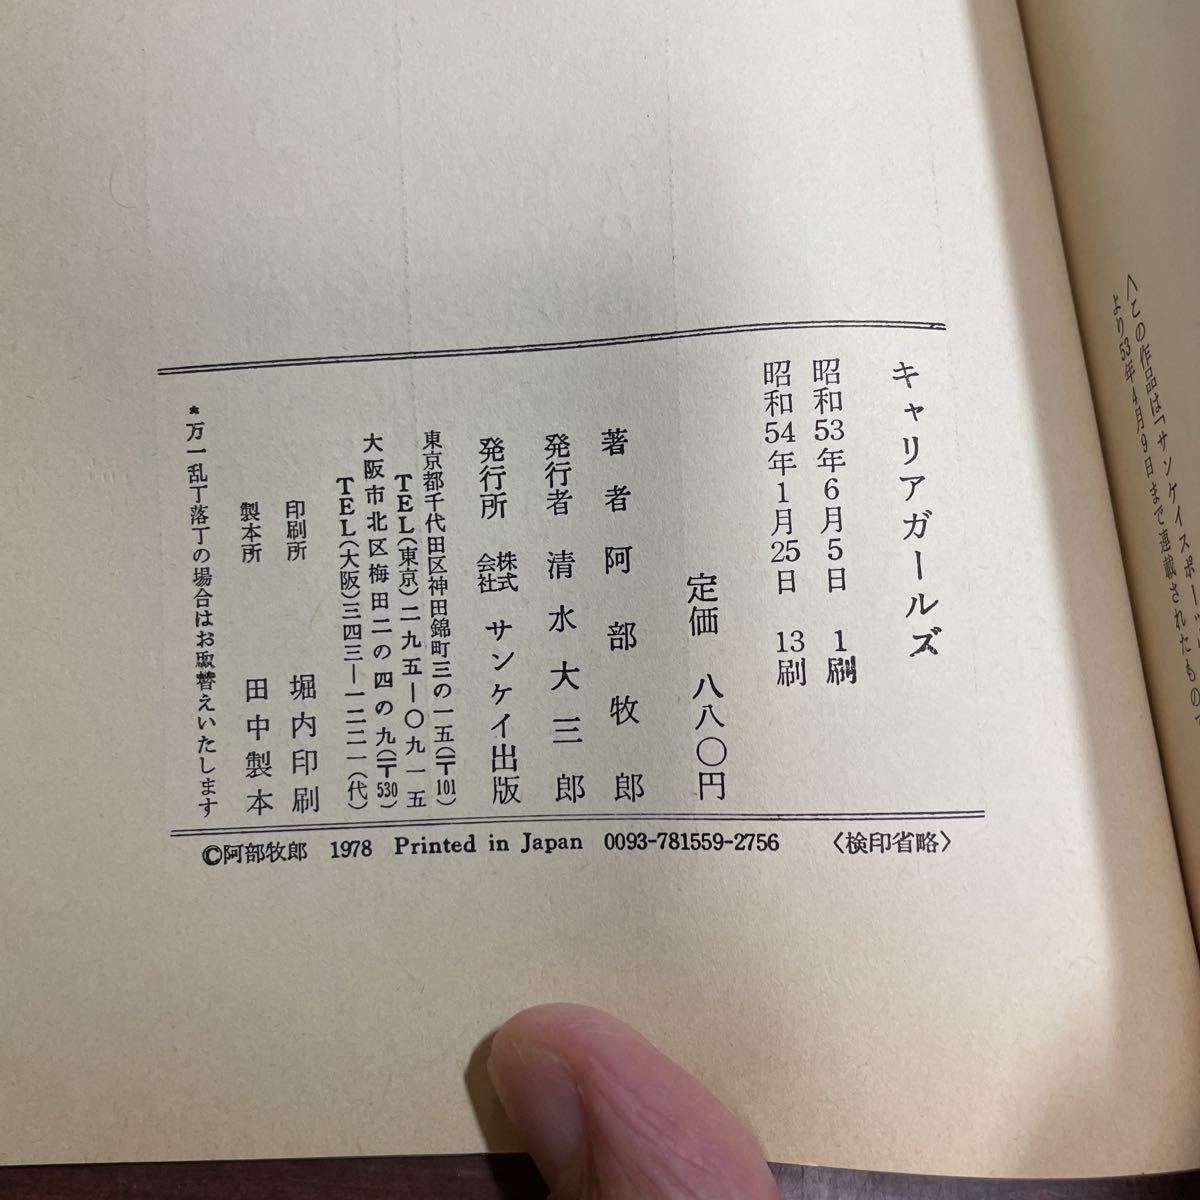 〈この作品は「サンケイスポーツ
より53年4月9日まで連載されたもので
キャリアガールズ
昭和53年6月5日　1刷
昭和54年1月25日　13刷
定価　八八〇円
著者　阿部牧郎
発行者　清水大三郎
発行所　株式会社　サンケイ出版
東京都千代田区神田錦町三の一五(〒101)
TEL(東京)二九五―〇九一五
大阪市北区梅田二の四の九(〒530)
TEL(大阪)三四三―一二二一(代)
印刷所　堀内印刷
製本所　田中製本
*万一乱丁落丁の場合はお取替えいたします
©阿部牧郎　1978　Printed in Japan　0093-781559-2756　〈検印省略〉